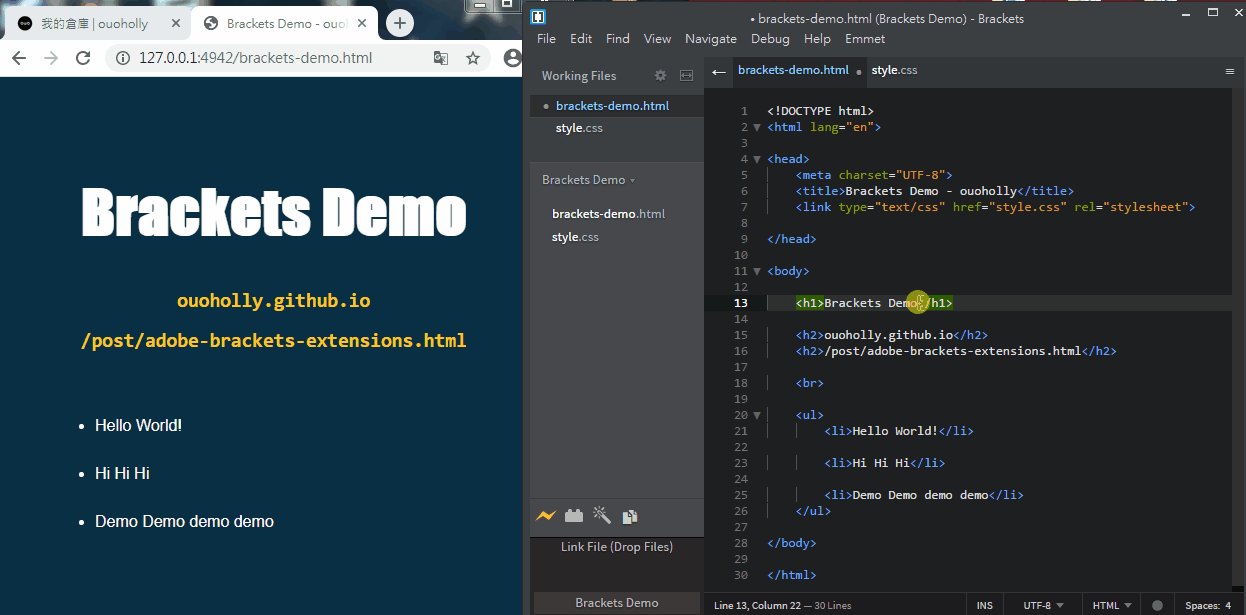 我的倉庫 | ouoholly
Brackets Demo - ouo
127.0.0.1:4942/brackets-demo.html
Brackets Demo
ouoholly.github.io
/post/adobe-brackets-extensions.html
• Hello World!
• Hi Hi Hi
• Demo Demo demo demo
• brackets-demo.html (Brackets Demo) - Brackets
File Edit Find View Navigate Debug Help Emmet
Working Files
brackets-demo.html
style.css
Brackets Demo
brackets-demo.html
style.css
Link File (Drop Files)
Brackets Demo
brackets-demo.html style.css
1 <!DOCTYPE html>
2 <html lang="en">
3
4 <head>
5 <meta charset="UTF-8">
6 <title>Brackets Demo - ouoholly</title>
7 <link type="text/css" href="style.css" rel="stylesheet">
8
9 </head>
10
11 <body>
12
13 <h1>Brackets Demo</h1>
14
15 <h2>ouoholly.github.io</h2>
16 <h2>/post/adobe-brackets-extensions.html</h2>
17
18 <br>
19
20 <ul>
21 <li>Hello World!</li>
22
23 <li>Hi Hi Hi</li>
24
25 <li>Demo Demo demo demo</li>
26 </ul>
27
28 </body>
29
30 </html>
Line 13, Column 22 — 30 Lines INS UTF-8 HTML Spaces: 4